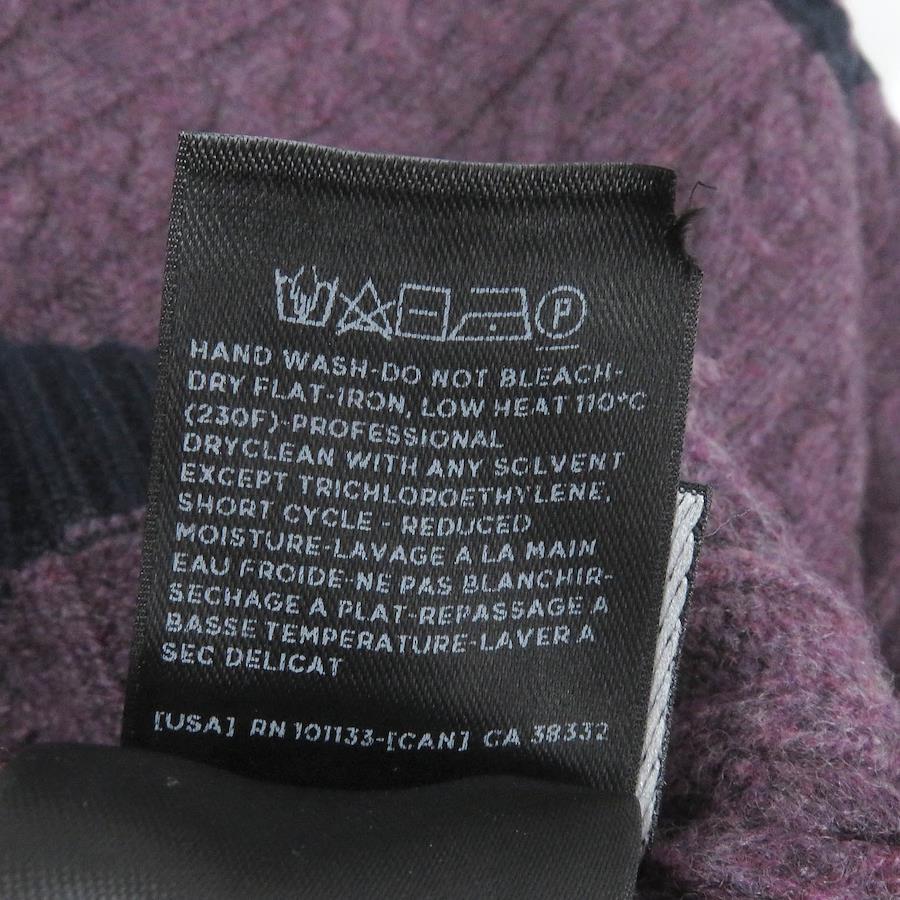 P
HAND WASH-DO NOT BLEACH-
DRY FLAT-IRON, LOW HEAT 110°C
(230F)-PROFESSIONAL
DRYCLEAN WITH ANY SOLVENT
EXCEPT TRICHLOROETHYLENE,
SHORT CYCLE - REDUCED
MOISTURE-LAVAGE A LA MAIN
EAU FROIDE-NE PAS BLANCHIR-
SECHAGE A PLAT-REPASSAGE A
BASSE TEMPERATURE-LAVER A
SEC DELICAT
[USA] RN 101133-[CAN] CA 38332